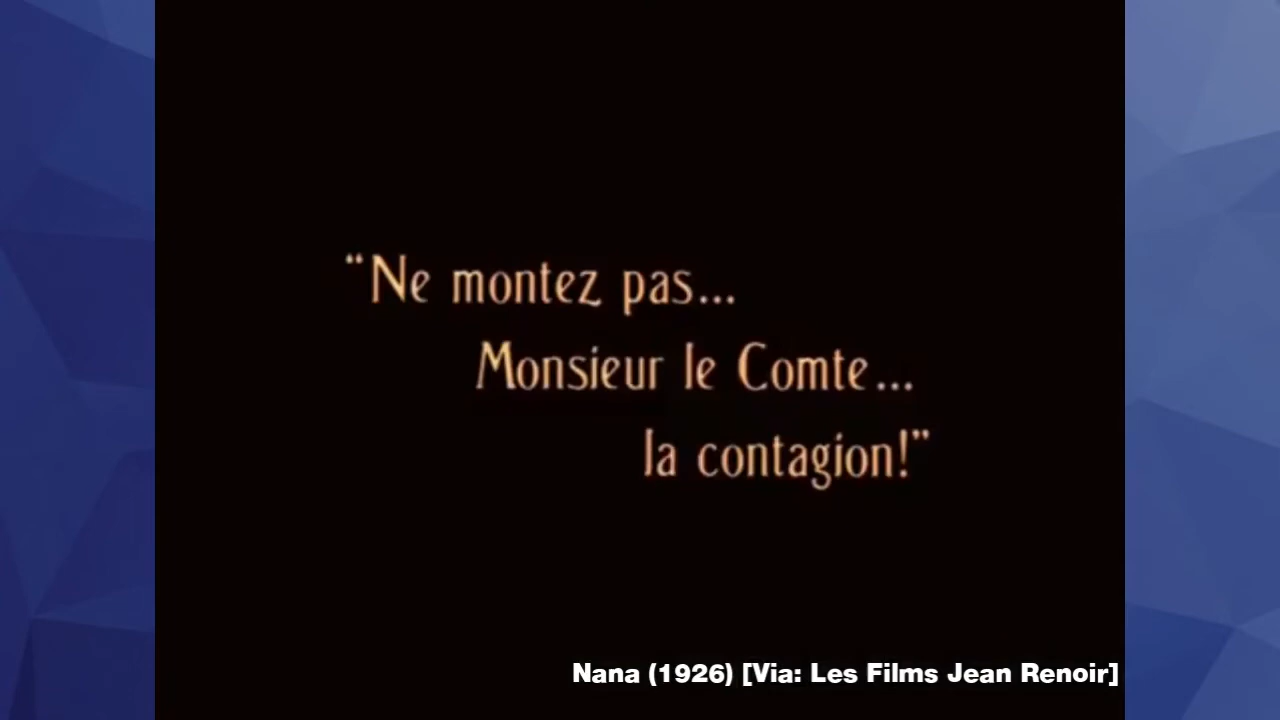 “Ne montez pas...
Monsieur le Comte...
la contagion!”
Nana (1926) [Via: Les Films Jean Renoir]